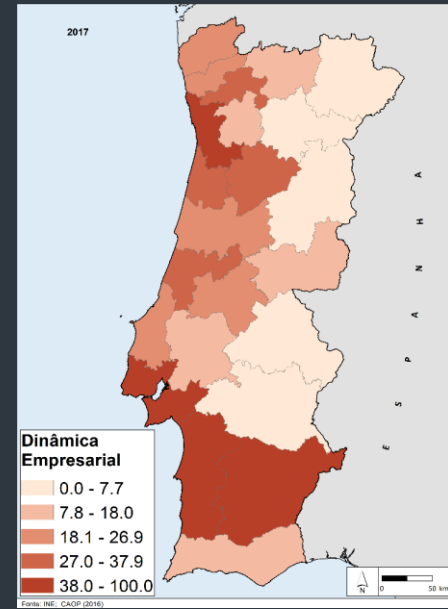 2017
ESPANHA
Dinâmica
Empresarial
0.0 - 7.7
7.8 - 18.0
18.1 - 26.9
27.0 - 37.9
38.0 - 100.0
N
0
50 km
Fonte: INE; CAOP (2016)